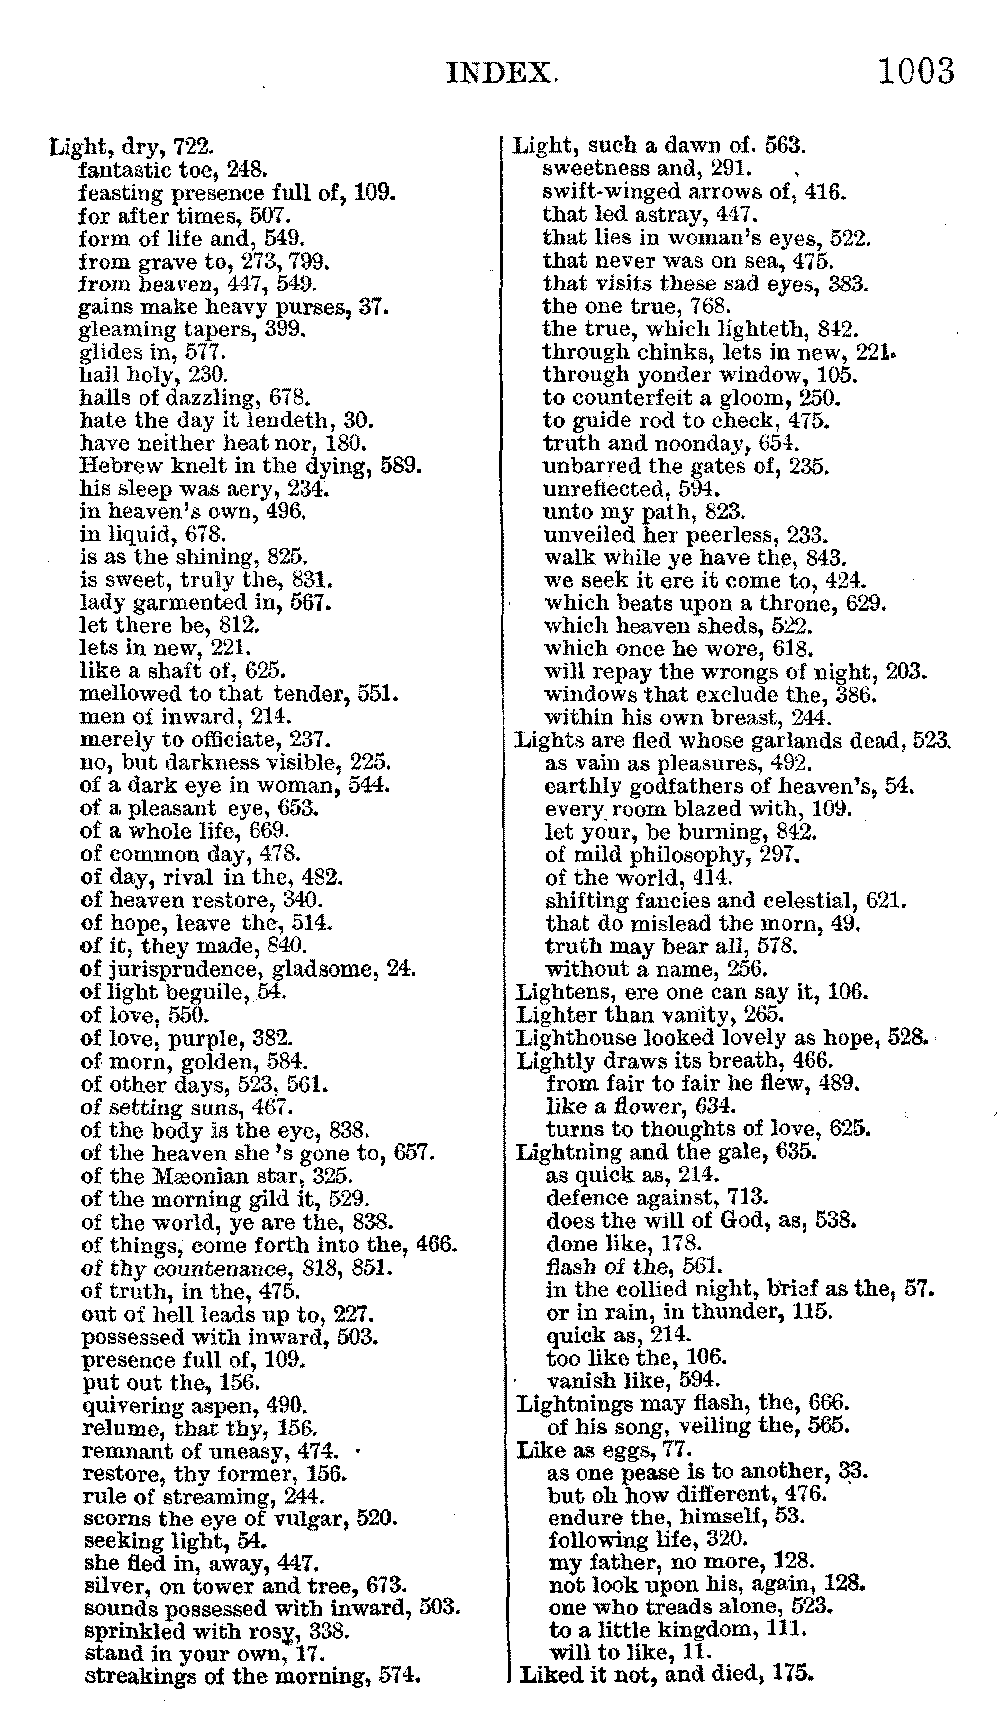 INDEX. 1003
Light, dry, 722.
fantastic toe, 248.
feasting presence full of, 109.
for after times, 507.
form of life and, 549.
from grave to, 273, 799.
from heaven, 447, 549.
gains make heavy purses, 37.
gleaming tapers, 399.
glides in, 577.
hail holy, 230.
halls of dazzling, 678.
hate the day it lendeth, 30.
have neither heat nor, 180.
Hebrew knelt in the dying, 589.
his sleep was aery, 234.
in heaven's own, 496.
in liquid, 678.
is as the shining, 825.
is sweet, truly the, 831.
lady garmented in, 567.
let there be, 812.
lets in new, 221.
like a shaft of, 625.
mellowed to that tender, 551.
men of inward, 214.
merely to officiate, 237.
no, but darkness visible, 225.
of a dark eye in woman, 544.
of a pleasant eye, 653.
of a whole life, 669.
of common day, 478.
of day, rival in the, 482.
of heaven restore, 340.
of hope, leave the, 514.
of it, they made, 840.
of jurisprudence, gladsome, 24.
of light beguile, 54.
of love, 550.
of love, purple, 382.
of morn, golden, 584.
of other days, 523, 561.
of setting suns, 467.
of the body is the eye, 838.
of the heaven she 's gone to, 657.
of the Mæonian star, 325.
of the morning gild it, 529.
of the world, ye are the, 838.
of things, come forth into the, 466.
of thy countenance, 818, 851.
of truth, in the, 475.
out of hell leads up to, 227.
possessed with inward, 503.
presence full of, 109.
put out the, 156.
quivering aspen, 490.
relume, that thy, 156.
remnant of uneasy, 474.
restore, thy former, 156.
rule of streaming, 244.
scorns the eye of vulgar, 520.
seeking light, 54.
she fled in, away, 447.
silver, on tower and tree, 673.
sounds possessed with inward, 503.
sprinkled with rosy, 338.
stand in your own, 17.
streakings of the morning, 574.
Light, such a dawn of, 563.
sweetness and, 291.
swift-winged arrows of, 416.
that led astray, 447.
that lies in woman's eyes, 522.
that never was on sea, 475.
that visits these sad eyes, 383.
the one true, 768.
the true, which lighteth, 842.
through chinks, lets in new, 221.
through yonder window, 105.
to counterfeit a gloom, 250.
to guide rod to check, 475.
truth and noonday, 654.
unbarred the gates of, 235.
unreflected, 594.
unto my path, 823.
unveiled her peerless, 233.
walk while ye have the, 843.
we seek it ere it come to, 424.
which beats upon a throne, 629.
which heaven sheds, 522.
which once he wore, 618.
will repay the wrongs of night, 203.
windows that exclude the, 386.
within his own breast, 244.
Lights are fled whose garlands dead, 523.
as vain as pleasures, 492.
earthly godfathers of heaven's, 54.
every room blazed with, 109.
let your, be burning, 842.
of mild philosophy, 297.
of the world, 414.
shifting fancies and celestial, 621.
that do mislead the morn, 49.
truth may bear all, 578.
without a name, 256.
Lightens, ere one can say it, 106.
Lighter than vanity, 265.
Lighthouse looked lovely as hope, 528.
Lightly draws its breath, 466.
from fair to fair he flew, 489.
like a flower, 634.
turns to thoughts of love, 625.
Lightning and the gale, 635.
as quick as, 214.
defence against, 713.
does the will of God, as, 538.
done like, 178.
flash of the, 561.
in the collied night, brief as the, 57.
or in rain, in thunder, 115.
quick as, 214.
too like the, 106.
vanish like, 594.
Lightnings may flash, the, 666.
of his song, veiling the, 565.
Like as eggs, 77.
as one pease is to another, 33.
but oh how different, 476.
endure the, himself, 53.
following life, 320.
my father, no more, 128.
not look upon his, again, 128.
one who treads alone, 523.
to a little kingdom, 111.
will to like, 11.
Liked it not, and died, 175.